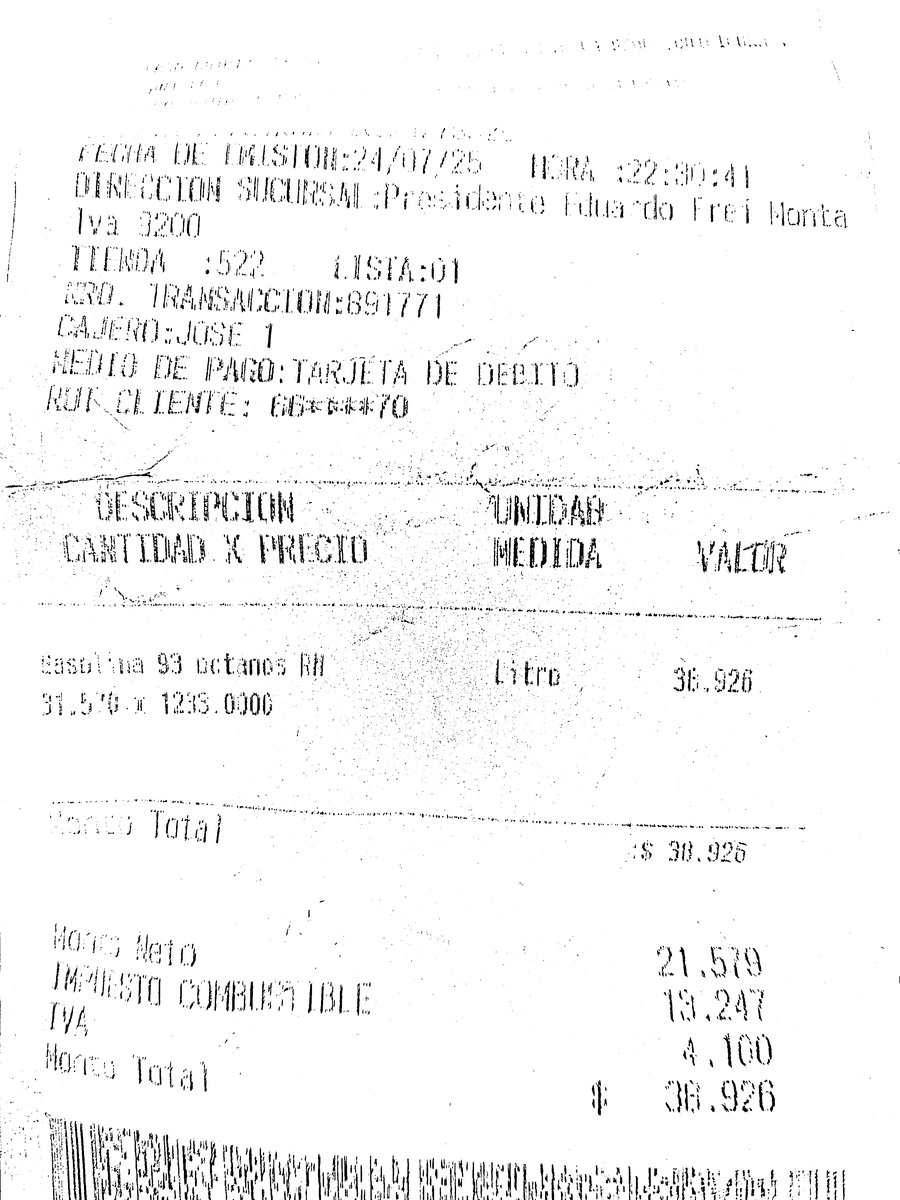 FECHA DE EMISION:24/07/25 HORA :22:30:41
DIRECCION SUCURSAL:Presidente Eduardo Frei Monta
lva 3200
TIENDA :522 LISTA:01
NRO. TRANSACCION:891771
CAJERO:JOSE 1
MEDIO DE PAGO:TARJETA DE DEBITO
RUT CLIENTE: 66****70
DESCRIPCION UNIDAD
CANTIDAD X PRECIO MEDIDA VALOR
Gasolina 93 octanos RM Litro 38.926
31.570 x 1233.0000
Monto Total
:$ 38.926
Monto Neto 21.579
IMPUESTO COMBUSTIBLE 13.247
IVA 4.100
Monto Total $ 38.926